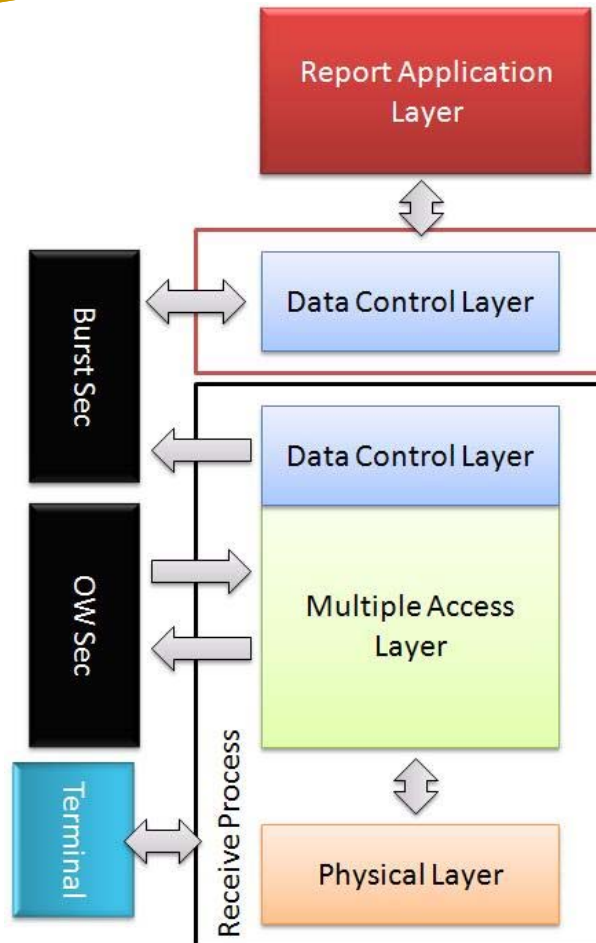 Report Application
Layer
Data Control Layer
Burst Sec
Data Control Layer
OW Sec
Multiple Access
Layer
Terminal
Receive Process
Physical Layer